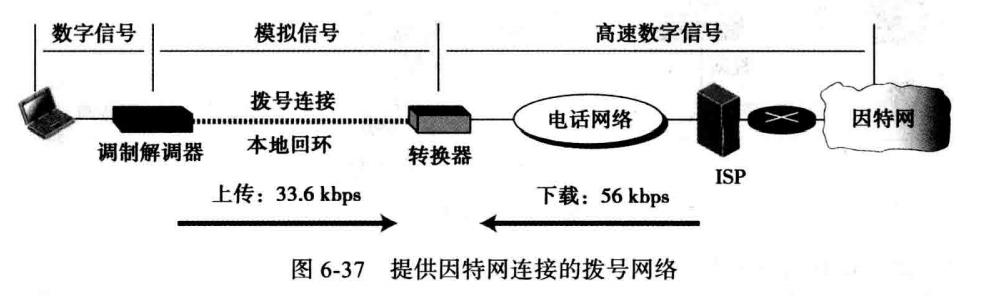 数字信号 模拟信号 高速数字信号
拨号连接
电话网络 因特网
调制解调器 本地回环 转换器
ISP
上传：33.6 kbps 下载：56 kbps
图 6-37 提供因特网连接的拨号网络